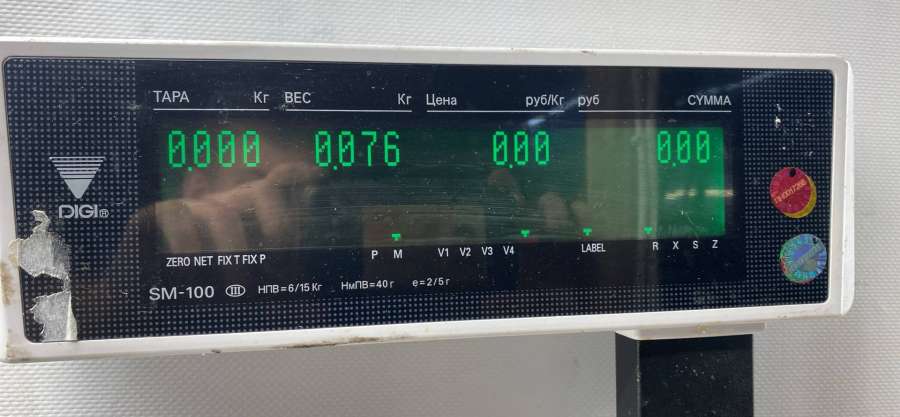 ТАРА Кг ВЕС Кг Цена руб/Кг руб СУММА
0.000 0.076 0.00 0.00
DIGI®
P M V1 V2 V3 V4 LABEL R X S Z
ZERO NET FIX T FIX P
SM-100 III НПВ=6/15 Кг НмПВ=40 г e=2/5 г